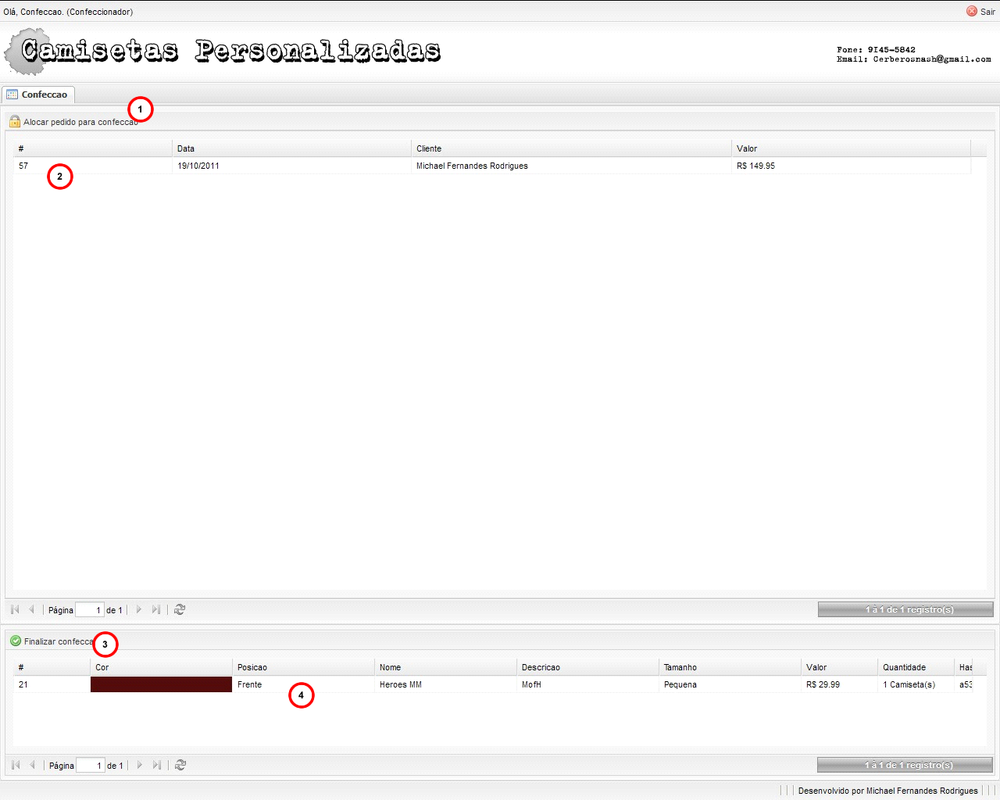 Olá, Confeccao. (Confeccionador) Sair
Camisetas Personalizadas
Fone: 9145-5842
Email: Cerberosnash@gmail.com
Confeccao
1
Alocar pedido para confeccao
# Data Cliente Valor
57 19/10/2011 Michael Fernandes Rodrigues R$ 149.95
2
Página 1 de 1 1 à 1 de 1 registro(s)
Finalizar confecca 3
# Cor Posicao Nome Descricao Tamanho Valor Quantidade Has
21 Frente Heroes MM MofH Pequena R$ 29.99 1 Camiseta(s) a53
4
Página 1 de 1 1 à 1 de 1 registro(s)
Desenvolvido por Michael Fernandes Rodrigues